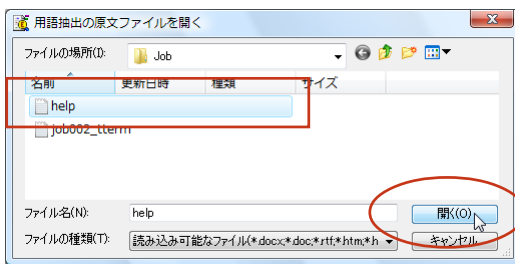 用語抽出の原文ファイルを開く
ファイルの場所(I): Job
名前 更新日時 種類 サイズ
help
job002_tterm
ファイル名(N): help 開く(O)
ファイルの種類(T): 読み込み可能なファイル(*.docx;*.doc;*.rtf;*.htm;*.h キャンセル